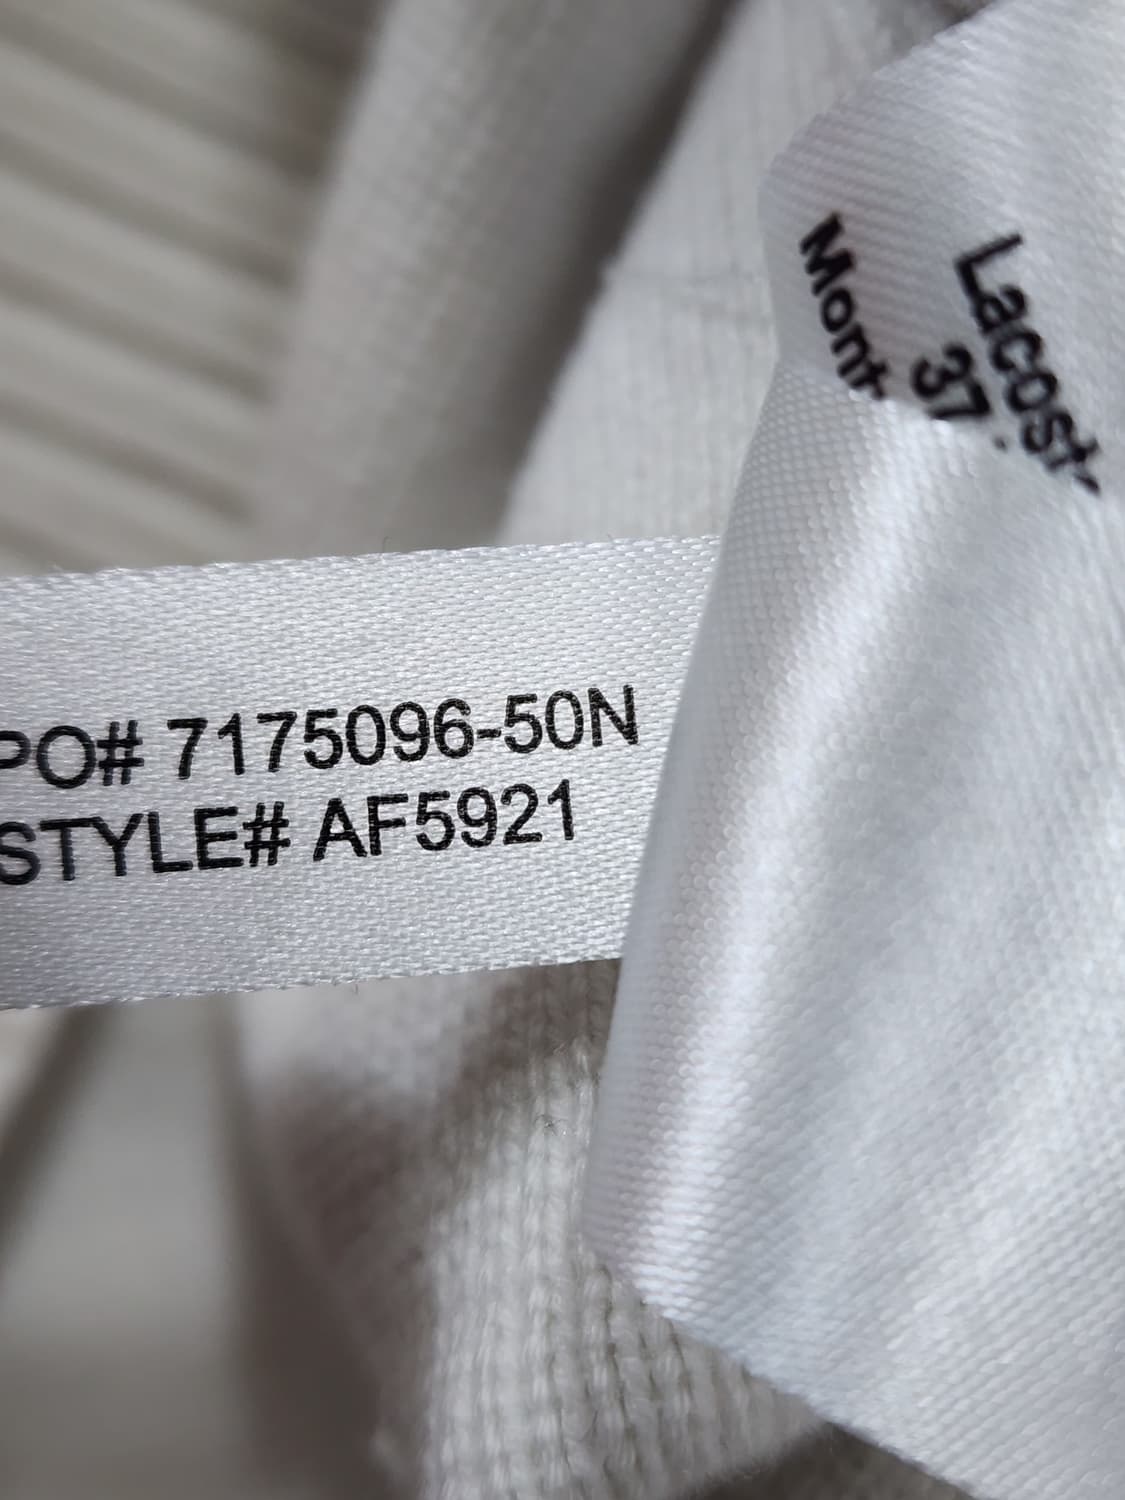 PO# 7175096-50N
STYLE# AF5921
Lacost
37
Mont